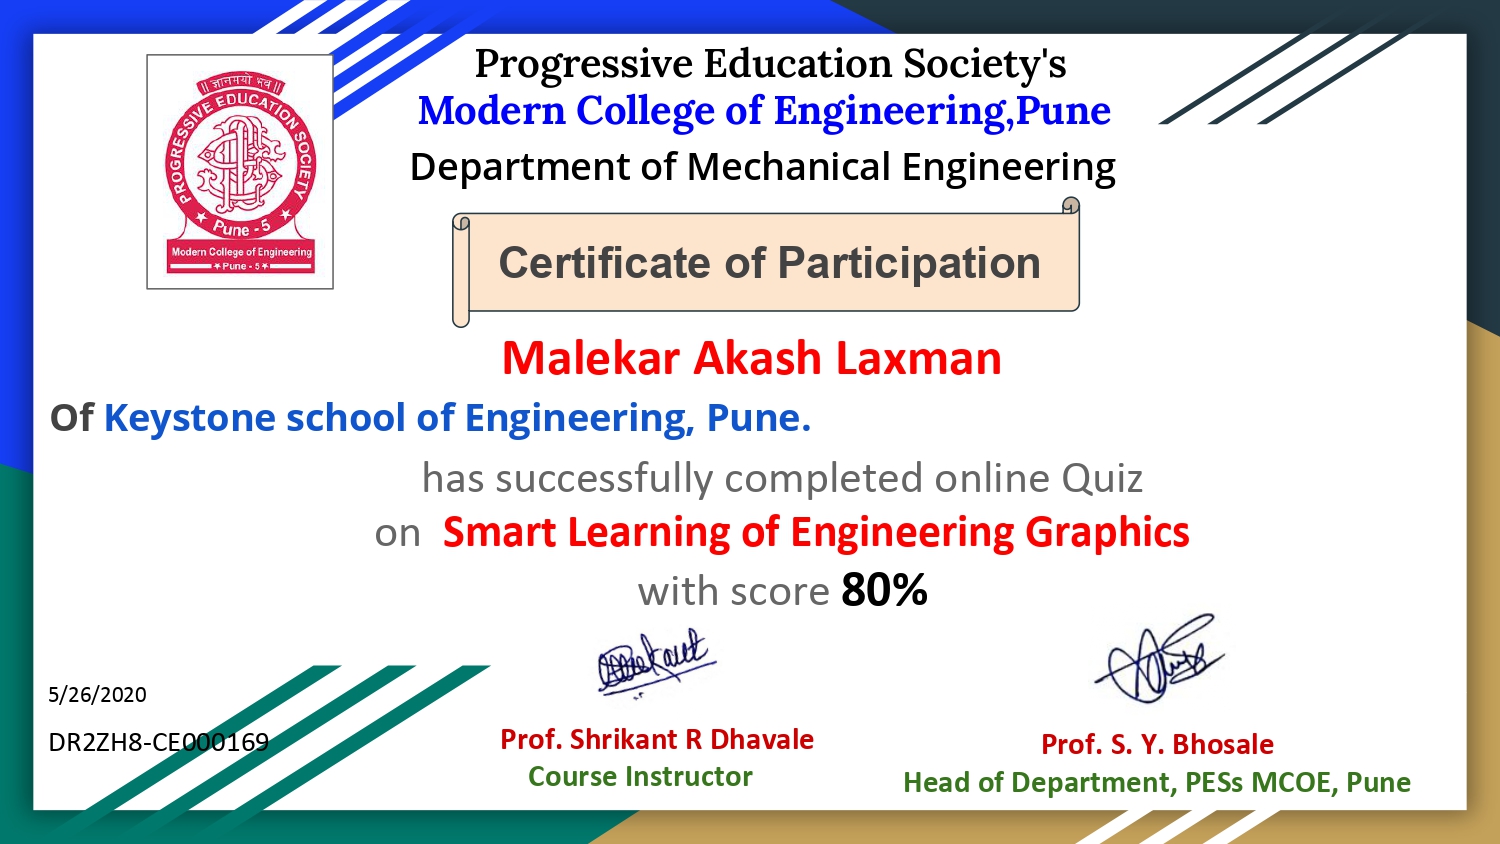 || ज्ञानमयो भव ||
PROGRESSIVE EDUCATION SOCIETY
Pune - 5
Modern College of Engineering
Pune - 5
Progressive Education Society's
Modern College of Engineering,Pune
Department of Mechanical Engineering
Certificate of Participation
Malekar Akash Laxman
Of Keystone school of Engineering, Pune.
has successfully completed online Quiz
on Smart Learning of Engineering Graphics
with score 80%
5/26/2020
DR2ZH8-CE000169
Prof. Shrikant R Dhavale
Course Instructor
Prof. S. Y. Bhosale
Head of Department, PESs MCOE, Pune